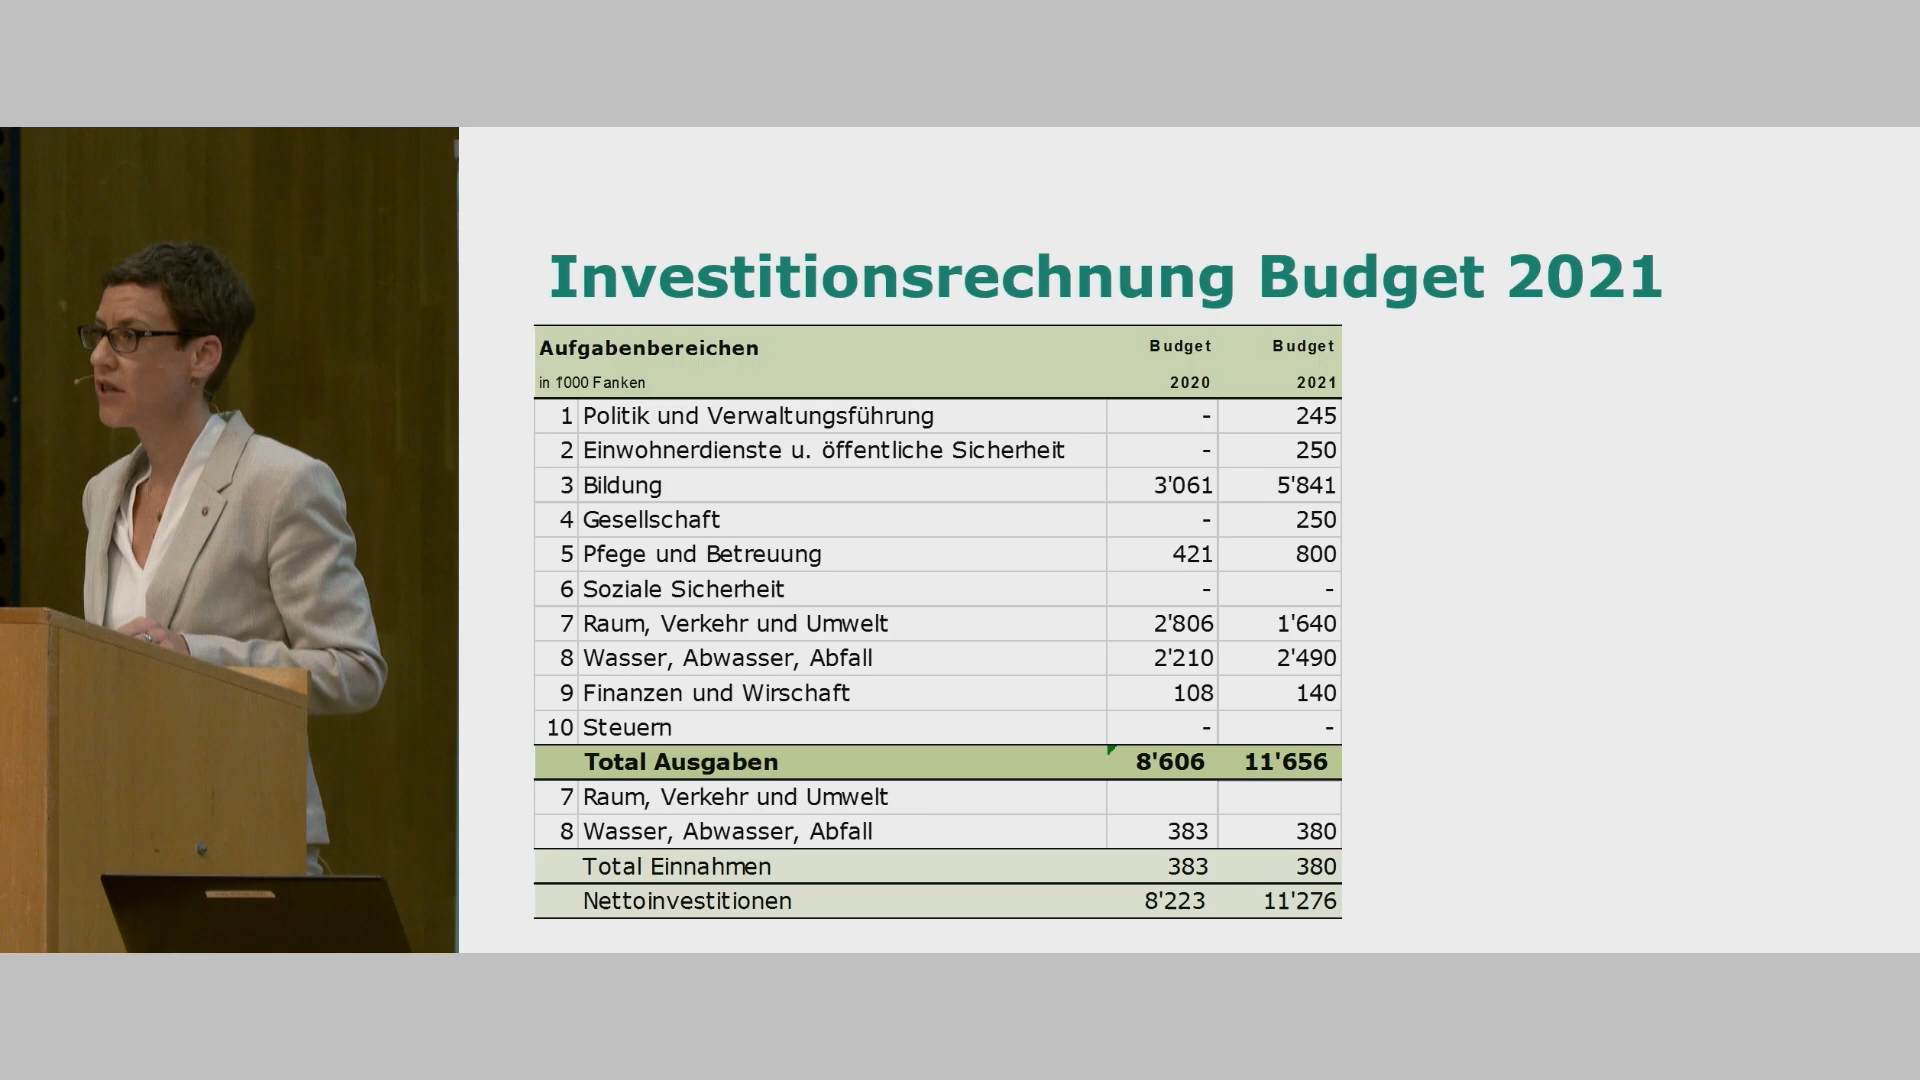 Investitionsrechnung Budget 2021
Aufgabenbereichen Budget Budget
in 1'000 Fanken 2020 2021
1 Politik und Verwaltungsführung - 245
2 Einwohnerdienste u. öffentliche Sicherheit - 250
3 Bildung 3'061 5'841
4 Gesellschaft - 250
5 Pfege und Betreuung 421 800
6 Soziale Sicherheit - -
7 Raum, Verkehr und Umwelt 2'806 1'640
8 Wasser, Abwasser, Abfall 2'210 2'490
9 Finanzen und Wirschaft 108 140
10 Steuern - -
Total Ausgaben 8'606 11'656
7 Raum, Verkehr und Umwelt
8 Wasser, Abwasser, Abfall 383 380
Total Einnahmen 383 380
Nettoinvestitionen 8'223 11'276